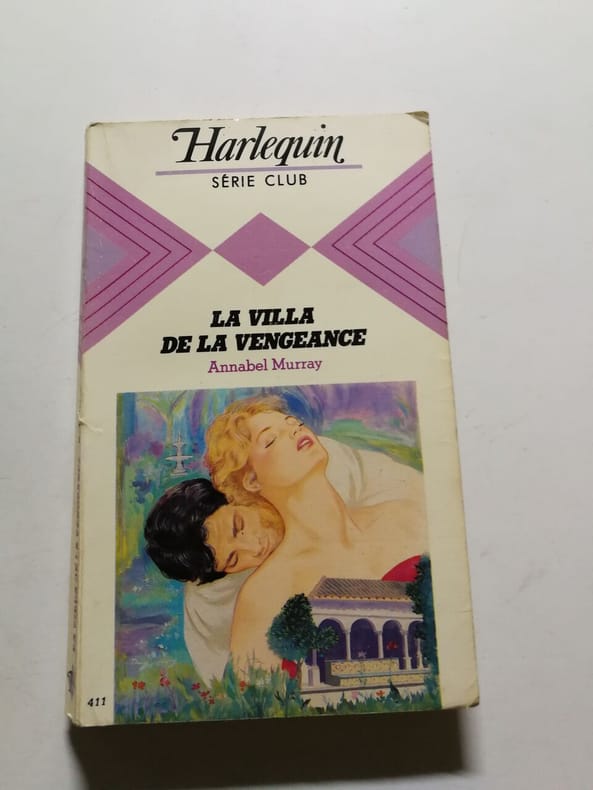 Harlequin
SÉRIE CLUB
LA VILLA
DE LA VENGEANCE
Annabel Murray
411